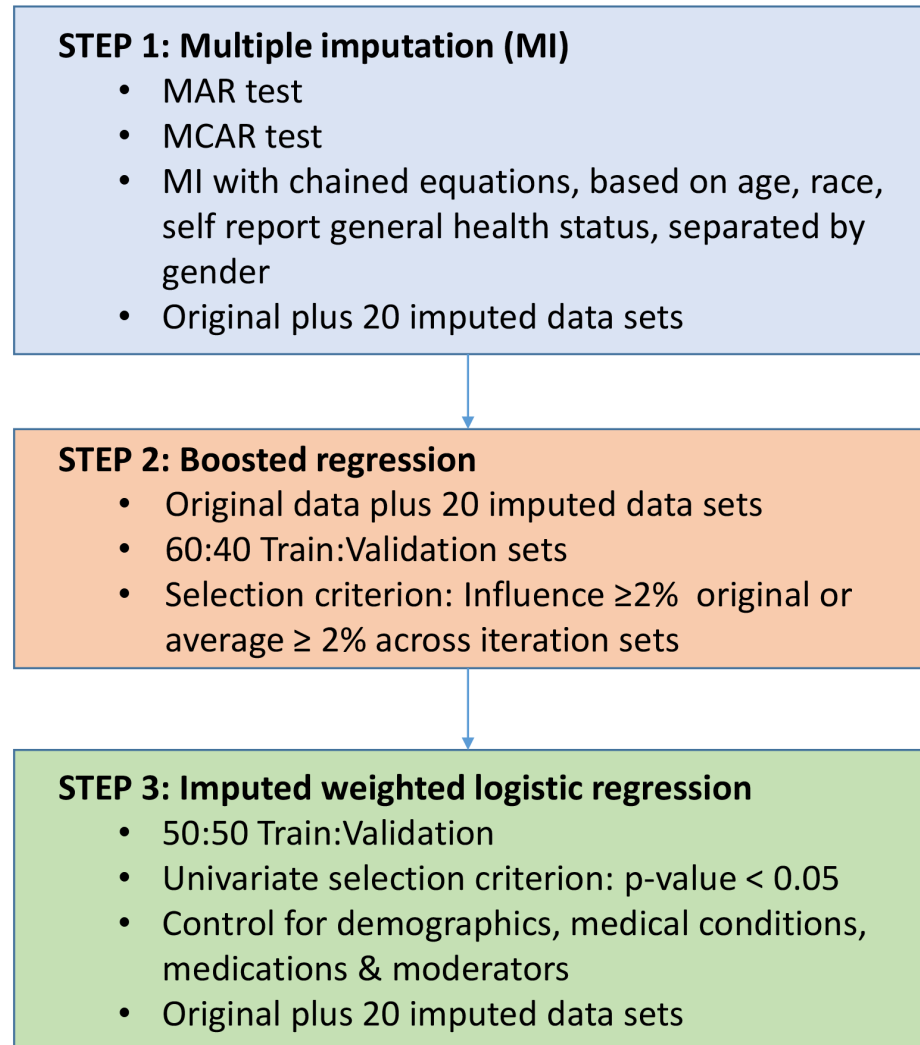 STEP 1: Multiple imputation (MI)
• MAR test
• MCAR test
• MI with chained equations, based on age, race,
self report general health status, separated by
gender
• Original plus 20 imputed data sets
STEP 2: Boosted regression
• Original data plus 20 imputed data sets
• 60:40 Train:Validation sets
• Selection criterion: Influence ≥2%  original or
average ≥ 2% across iteration sets
STEP 3: Imputed weighted logistic regression
• 50:50 Train:Validation
• Univariate selection criterion: p-value < 0.05
• Control for demographics, medical conditions,
medications & moderators
• Original plus 20 imputed data sets